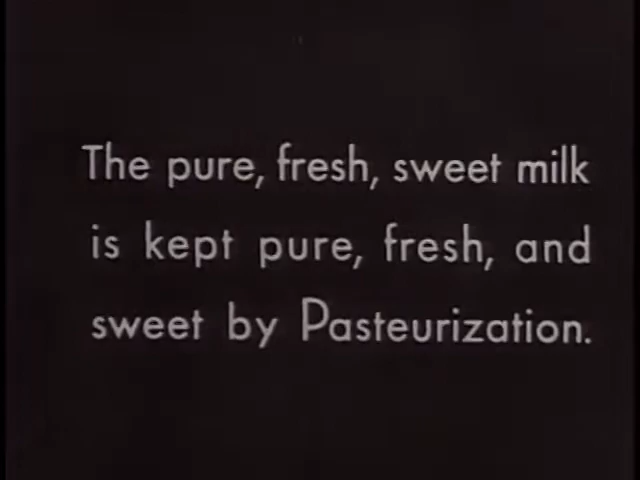 The pure, fresh, sweet milk
is kept pure, fresh, and
sweet by Pasteurization.